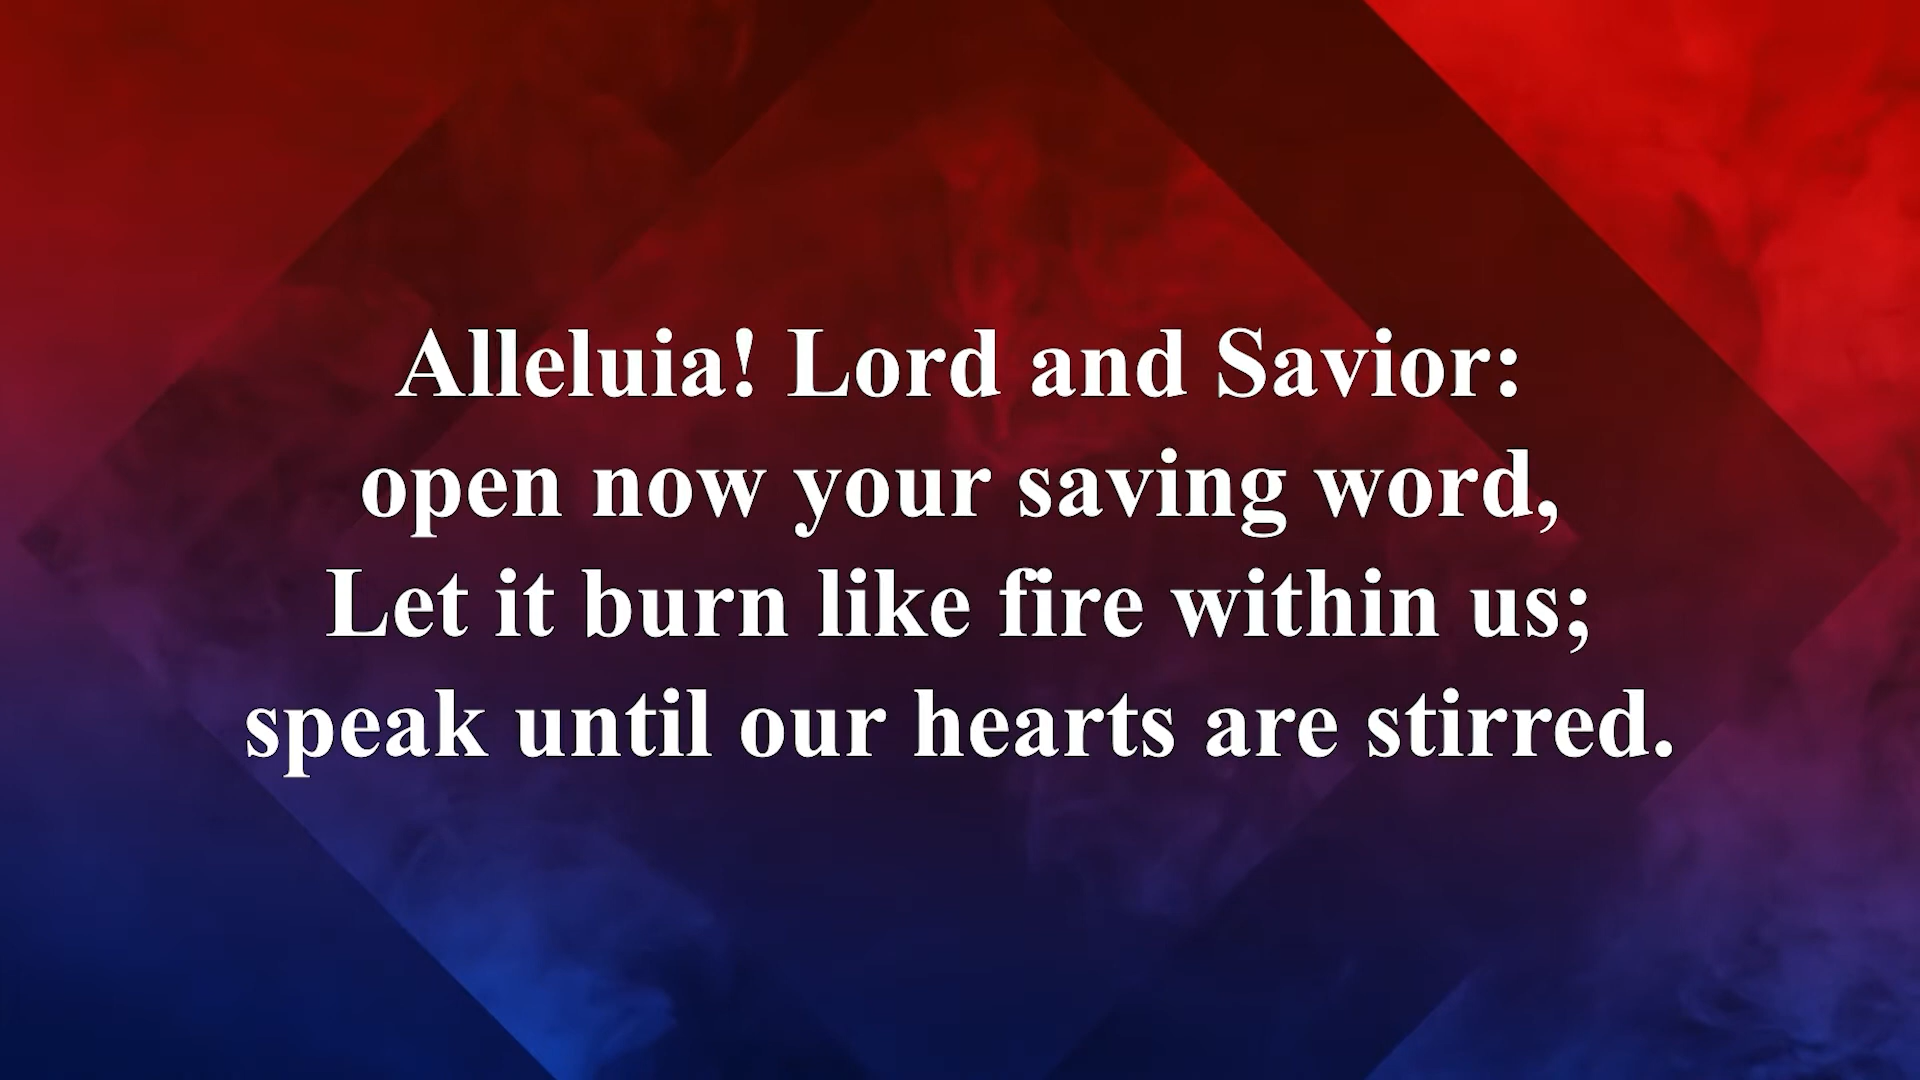 Alleluia! Lord and Savior:
open now your saving word,
Let it burn like fire within us;
speak until our hearts are stirred.